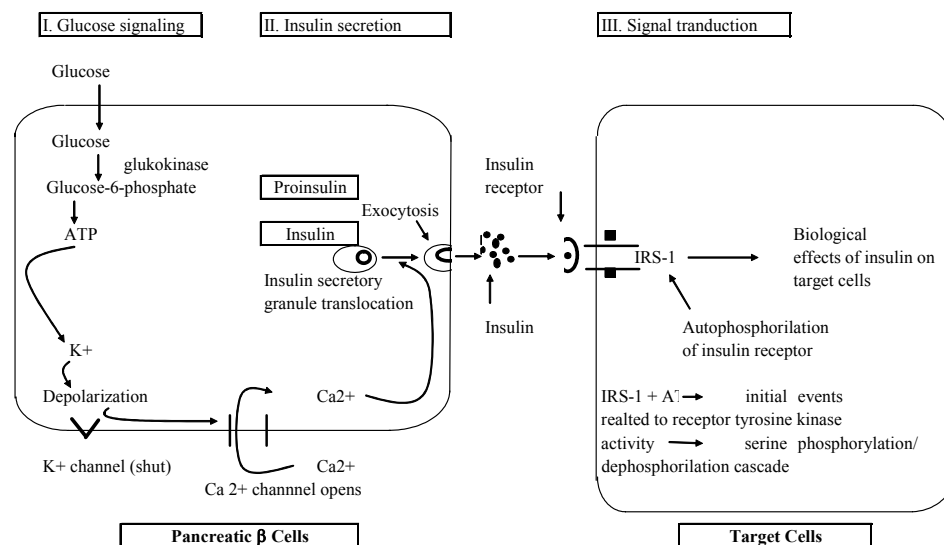 I. Glucose signaling
II. Insulin secretion
III. Signal tranduction
Glucose
Glucose
glukokinase
Glucose-6-phosphate
ATP
K+
Depolarization
K+ channel (shut)
Proinsulin
Insulin
Exocytosis
Insulin secretory
granule translocation
Ca2+
Ca2+
Ca 2+ channnel opens
Insulin
receptor
Insulin
IRS-1
Biological
effects of insulin on
target cells
Autophosphorilation
of insulin receptor
IRS-1 + initial events
realted to receptor tyrosine kinase
activity serine phosphorylation/
dephosphorilation cascade
Pancreatic β Cells
Target Cells